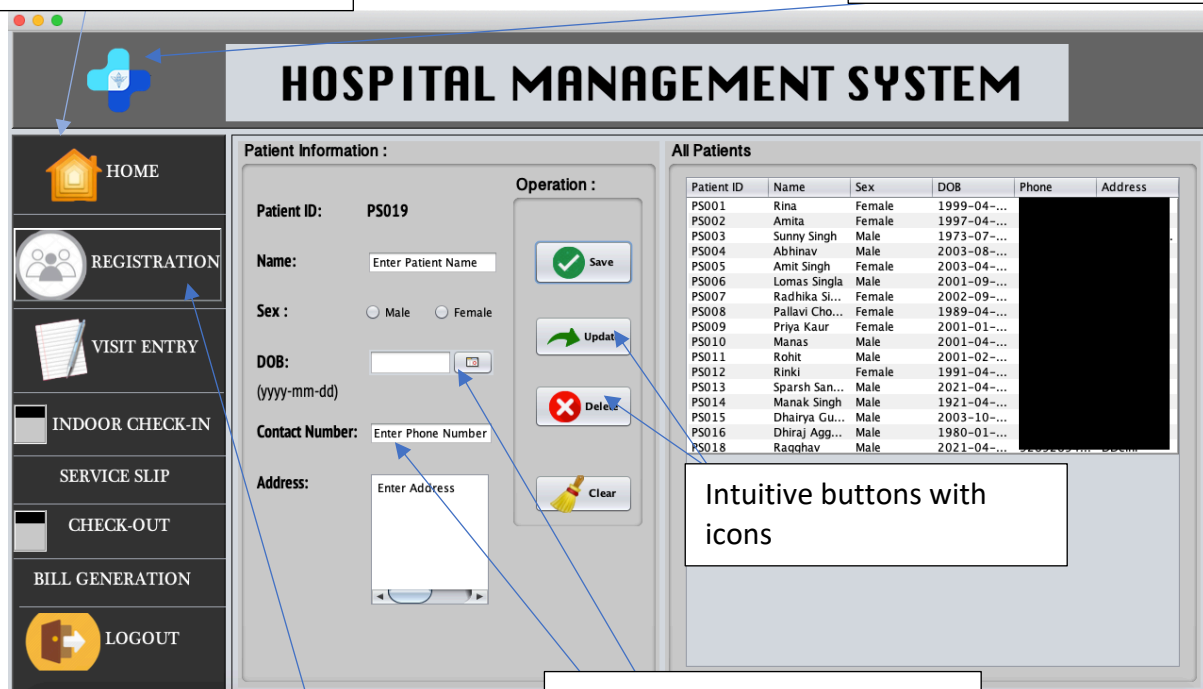 HOSPITAL MANAGEMENT SYSTEM
HOME
REGISTRATION
VISIT ENTRY
INDOOR CHECK-IN
SERVICE SLIP
CHECK-OUT
BILL GENERATION
LOGOUT
Patient Information :
Patient ID: PS019
Name: Enter Patient Name
Sex : Male Female
DOB:
(yyyy-mm-dd)
Contact Number: Enter Phone Number
Address: Enter Address
Operation :
Save
Update
Delete
Clear
All Patients
Patient ID Name Sex DOB Phone Address
PS001 Rina Female 1999-04-...
PS002 Amita Female 1997-04-...
PS003 Sunny Singh Male 1973-07-...
PS004 Abhinav Male 2003-08-...
PS005 Amit Singh Female 2003-04-...
PS006 Lomas Singla Male 2001-09-...
PS007 Radhika Si... Female 2002-09-...
PS008 Pallavi Cho... Female 1989-04-...
PS009 Priya Kaur Female 2001-01-...
PS010 Manas Male 2001-04-...
PS011 Rohit Male 2001-02-...
PS012 Rinki Female 1991-04-...
PS013 Sparsh San... Male 2021-04-...
PS014 Manak Singh Male 1921-04-...
PS015 Dhairya Gu... Male 2003-10-...
PS016 Dhiraj Agg... Male 1980-01-...
PS018 Ragghav Male 2021-04-...
Intuitive buttons with
icons